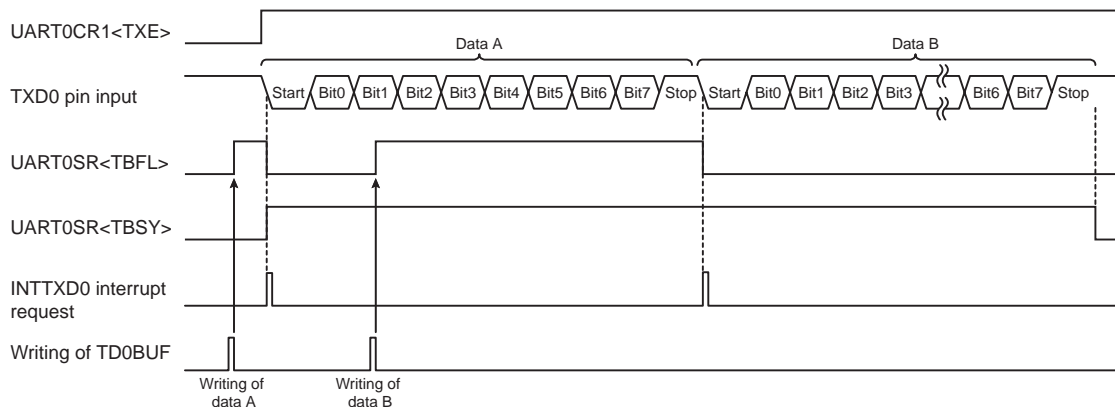 UART0CR1<TXE>
Data A
Data B
TXD0 pin input
Start Bit0 Bit1 Bit2 Bit3 Bit4 Bit5 Bit6 Bit7 Stop Start Bit0 Bit1 Bit2 Bit3 Bit6 Bit7 Stop
UART0SR<TBFL>
UART0SR<TBSY>
INTTXD0 interrupt
request
Writing of TD0BUF
Writing of
data A
Writing of
data B